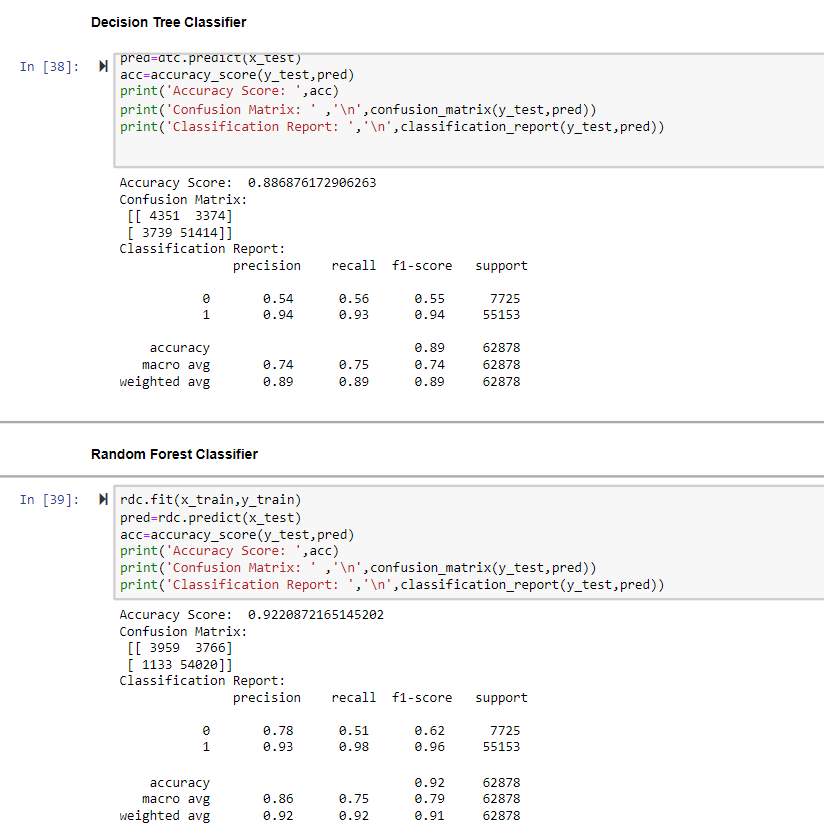 Decision Tree Classifier
In [38]:
pred=dtc.predict(x_test)
acc=accuracy_score(y_test,pred)
print('Accuracy Score: ',acc)
print('Confusion Matrix: ' ,'\n',confusion_matrix(y_test,pred))
print('Classification Report: ','\n',classification_report(y_test,pred))
Accuracy Score:  0.886876172906263
Confusion Matrix:
[[ 4351  3374]
[ 3739 51414]]
Classification Report:
precision    recall  f1-score   support
0       0.54      0.56      0.55      7725
1       0.94      0.93      0.94     55153
accuracy                           0.89     62878
macro avg       0.74      0.75      0.74     62878
weighted avg       0.89      0.89      0.89     62878
Random Forest Classifier
In [39]:
rdc.fit(x_train,y_train)
pred=rdc.predict(x_test)
acc=accuracy_score(y_test,pred)
print('Accuracy Score: ',acc)
print('Confusion Matrix: ' ,'\n',confusion_matrix(y_test,pred))
print('Classification Report: ','\n',classification_report(y_test,pred))
Accuracy Score:  0.9220872165145202
Confusion Matrix:
[[ 3959  3766]
[ 1133 54020]]
Classification Report:
precision    recall  f1-score   support
0       0.78      0.51      0.62      7725
1       0.93      0.98      0.96     55153
accuracy                           0.92     62878
macro avg       0.86      0.75      0.79     62878
weighted avg       0.92      0.92      0.91     62878